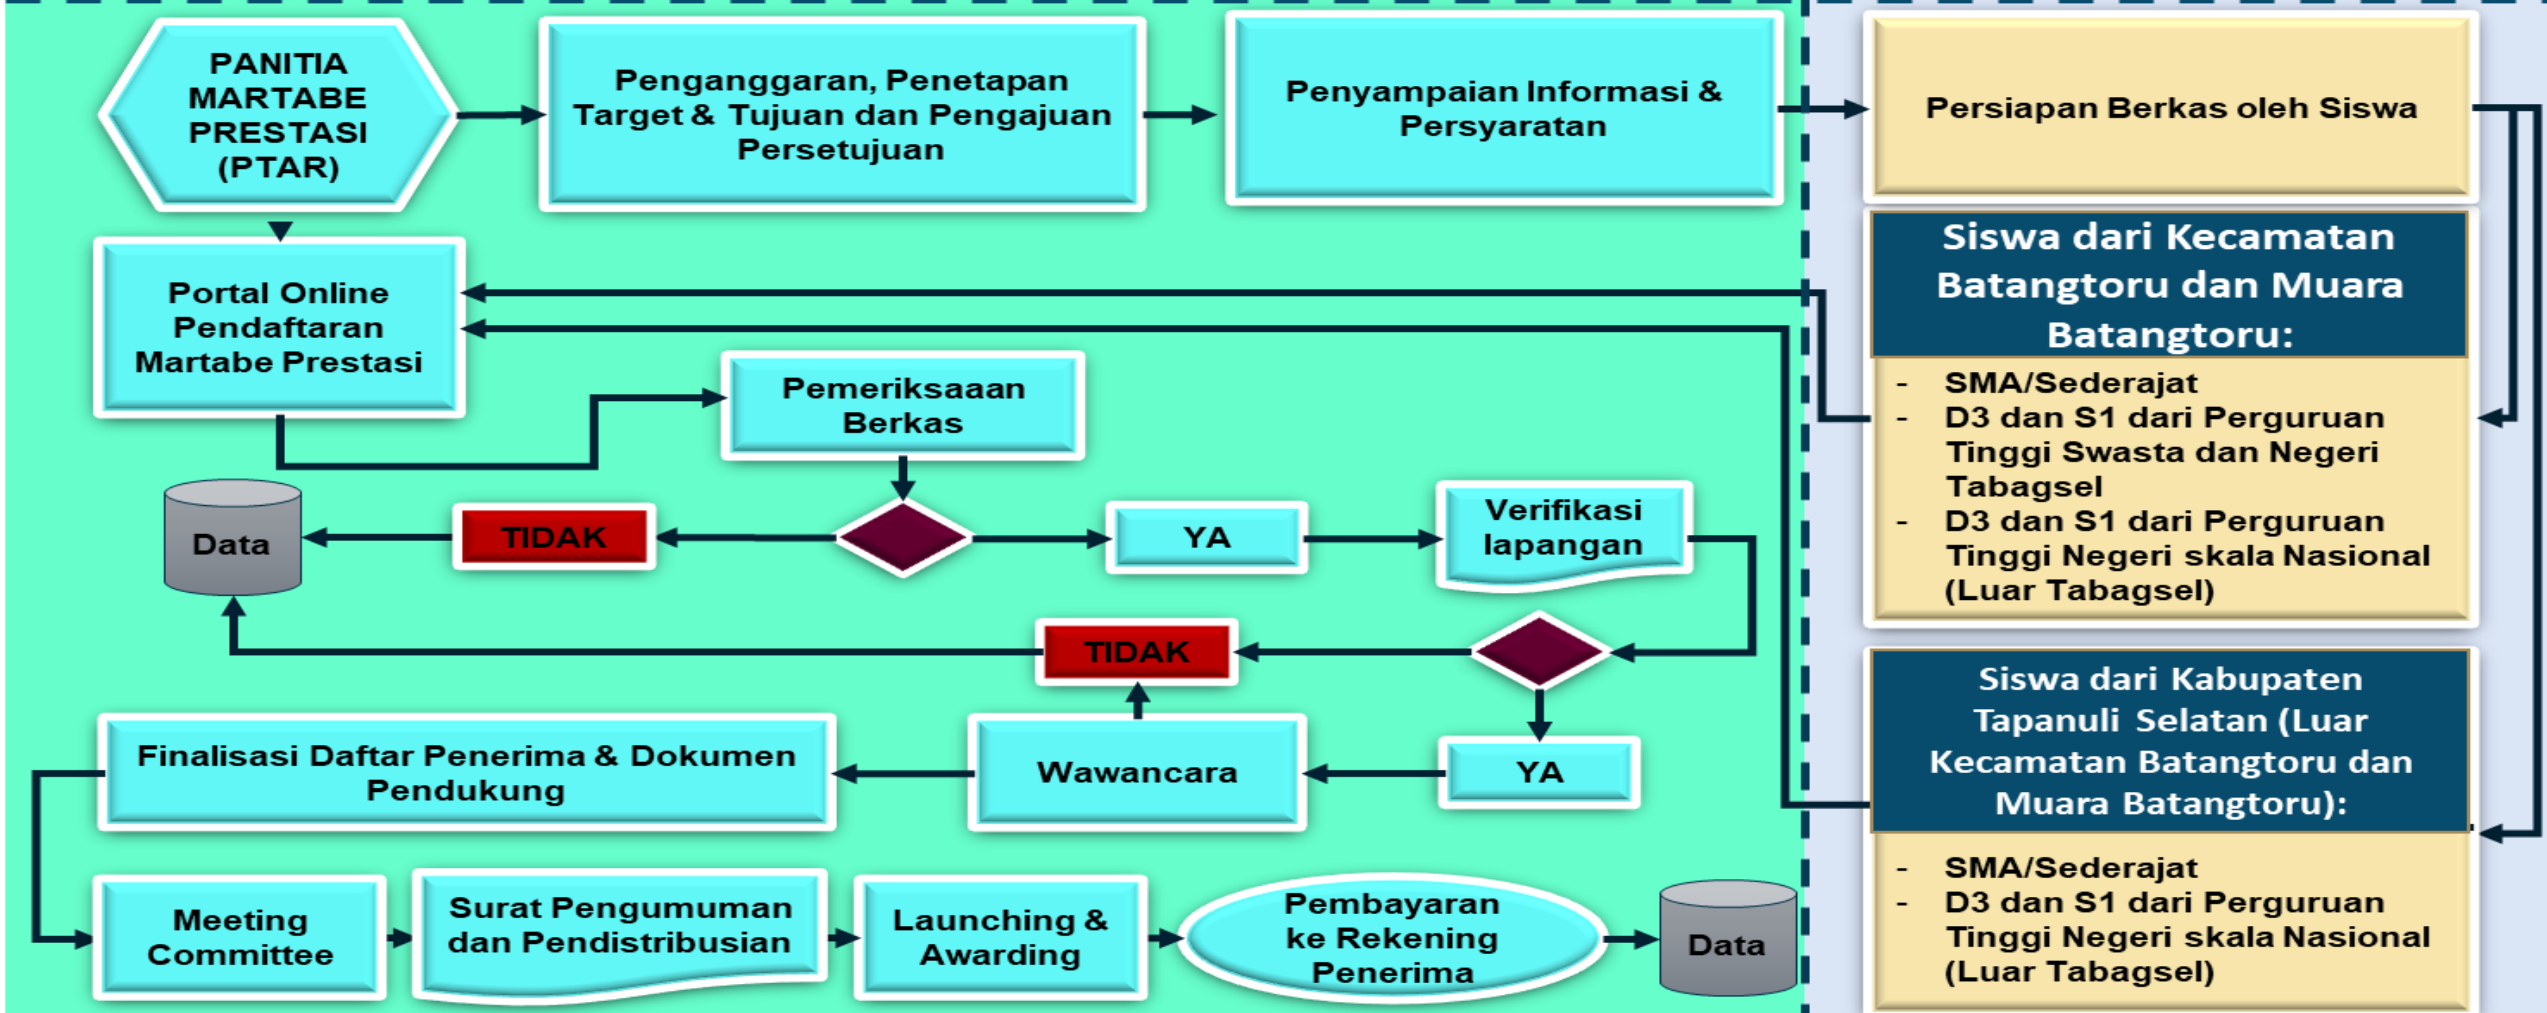 PANITIA
MARTABE
PRESTASI
(PTAR)
Penganggaran, Penetapan
Target & Tujuan dan Pengajuan
Persetujuan
Penyampaian Informasi &
Persyaratan
Persiapan Berkas oleh Siswa
Siswa dari Kecamatan
Batangtoru dan Muara
Batangtoru:
- SMA/Sederajat
- D3 dan S1 dari Perguruan
Tinggi Swasta dan Negeri
Tabagsel
- D3 dan S1 dari Perguruan
Tinggi Negeri skala Nasional
(Luar Tabagsel)
Siswa dari Kabupaten
Tapanuli Selatan (Luar
Kecamatan Batangtoru dan
Muara Batangtoru):
- SMA/Sederajat
- D3 dan S1 dari Perguruan
Tinggi Negeri skala Nasional
(Luar Tabagsel)
Portal Online
Pendaftaran
Martabe Prestasi
Pemeriksaaan
Berkas
Data
TIDAK
YA
Verifikasi
lapangan
TIDAK
YA
Wawancara
Finalisasi Daftar Penerima & Dokumen
Pendukung
Meeting
Committee
Surat Pengumuman
dan Pendistribusian
Launching &
Awarding
Pembayaran
ke Rekening
Penerima
Data